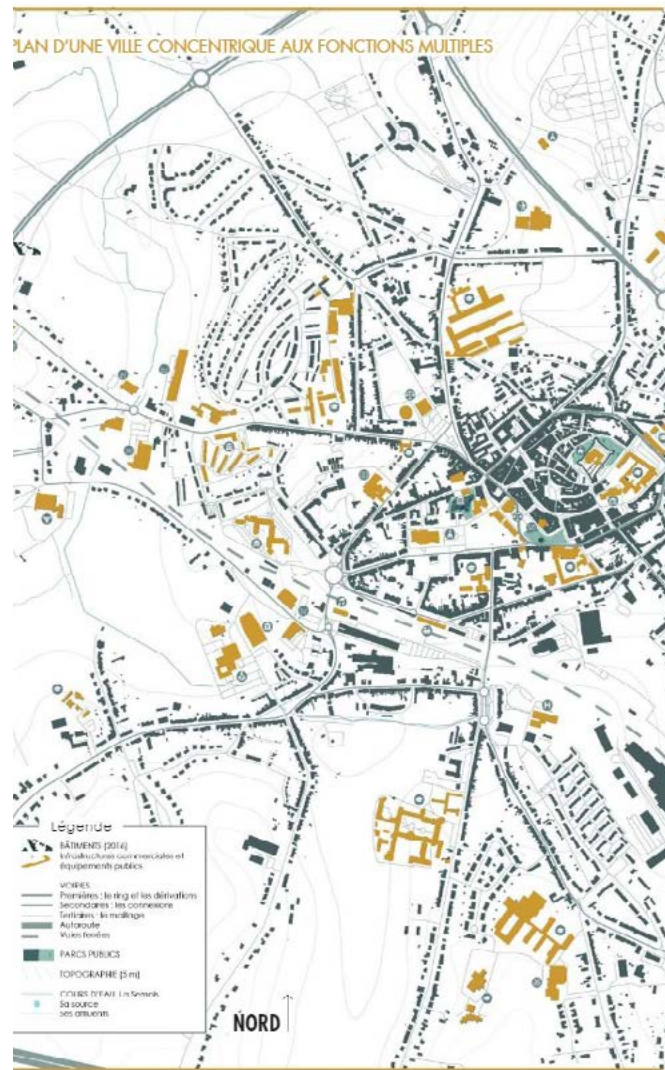 PLAN D'UNE VILLE CONCENTRIQUE AUX FONCTIONS MULTIPLES
Légende
BÂTIMENTS (2016)
Infrastructures commerciales et
équipements publics
VOIRIES
Premières : le ring et les dérivations
Secondaires : les connexions
Tertiaires : le maillage
Autoroute
Voies ferrées
PARCS PUBLICS
TOPOGRAPHIE (5 m)
COURS D'EAU La Semois
Sa source
Ses affluents
NORD